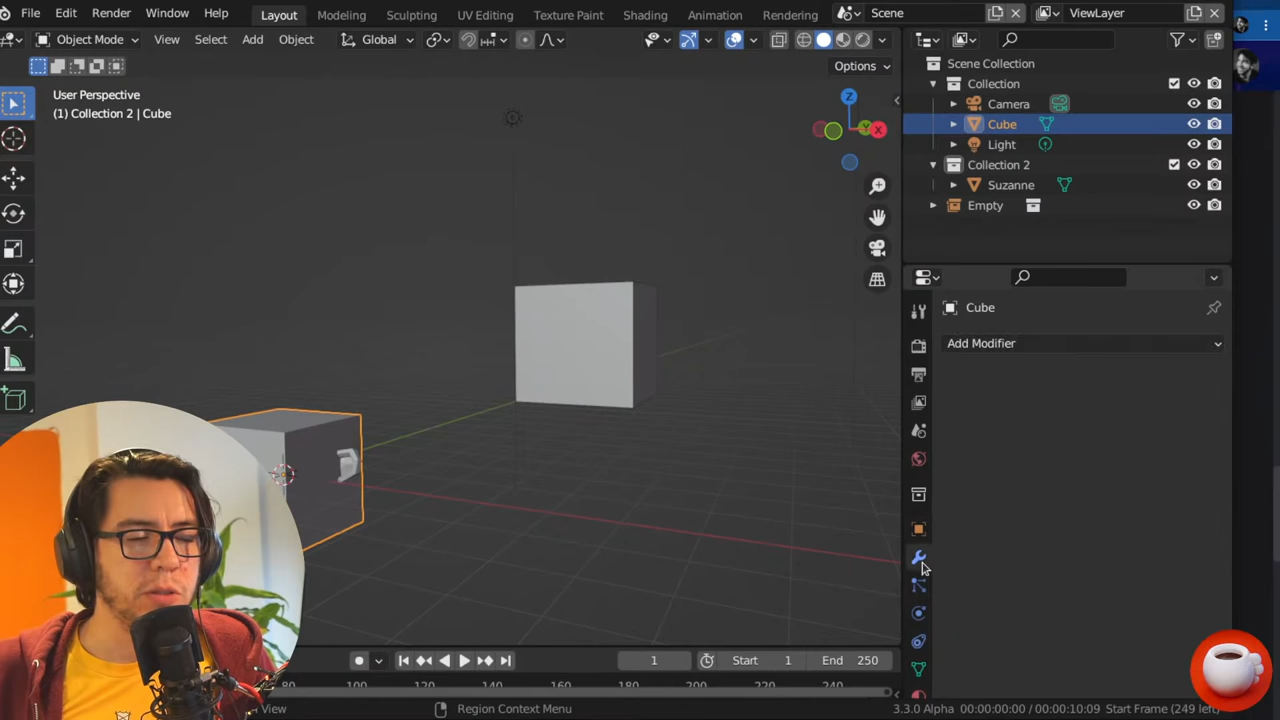 File Edit Render Window Help Layout Modeling Sculpting UV Editing Texture Paint Shading Animation Rendering Scene ViewLayer
Object Mode View Select Add Object Global
Options
User Perspective
(1) Collection 2 | Cube
Z
Y
X
Scene Collection
Collection
Camera
Cube
Light
Collection 2
Suzanne
Empty
Cube
Add Modifier
1 Start 1 End 250
80 100 120 140 160 180 200 220 240
View Region Context Menu 3.3.0 Alpha 00:00:00:00 / 00:00:10:09 Start Frame (249 left)